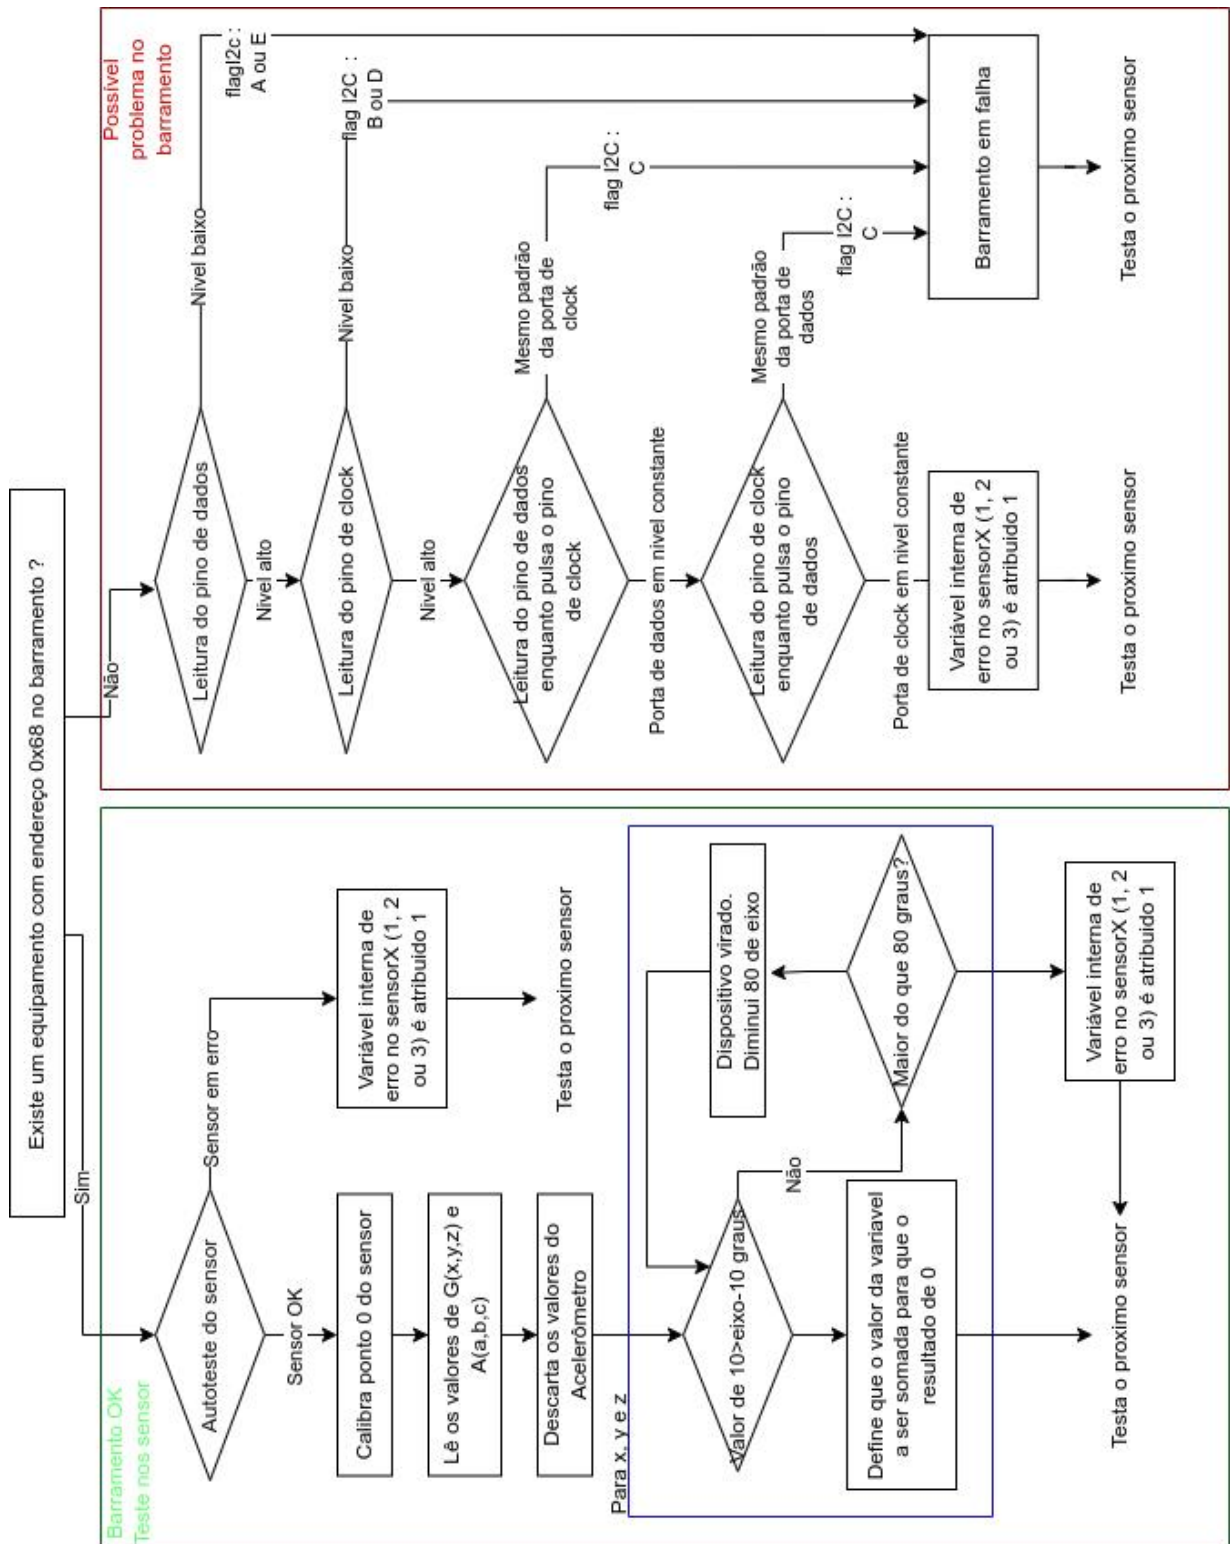 Existe um equipamento com endereço 0x68 no barramento ?
Sim
Não
Barramento OK
Teste nos sensor
Autoteste do sensor
Sensor em erro
Variável interna de
erro no sensorX (1, 2
ou 3) é atribuido 1
Testa o proximo sensor
Sensor OK
Calibra ponto 0 do sensor
Lê os valores de G(x,y,z) e
A(a,b,c)
Descarta os valores do
Acelerômetro
Para x, y e z
<Valor de 10>eixo-10 graus
Não
Dispositivo virado.
Diminui 80 de eixo
Maior do que 80 graus?
Define que o valor da variavel
a ser somada para que o
resultado de 0
Variável interna de
erro no sensorX (1, 2
ou 3) é atribuido 1
Testa o proximo sensor
Possível
problema no
barramento
Leitura do pino de dados
Nivel baixo
flagI2c :
A ou E
Nivel alto
Leitura do pino de clock
Nivel baixo
flag I2C :
B ou D
Nivel alto
Leitura do pino de dados
enquanto pulsa o pino
de clock
Mesmo padrão
da porta de
clock
flag I2C :
C
Porta de dados em nivel constante
Leitura do pino de clock
enquanto pulsa o pino
de dados
Mesmo padrão
da porta de
dados
flag I2C :
C
Porta de clock em nivel constante
Variável interna de
erro no sensorX (1, 2
ou 3) é atribuido 1
Testa o proximo sensor
Barramento em falha
Testa o proximo sensor